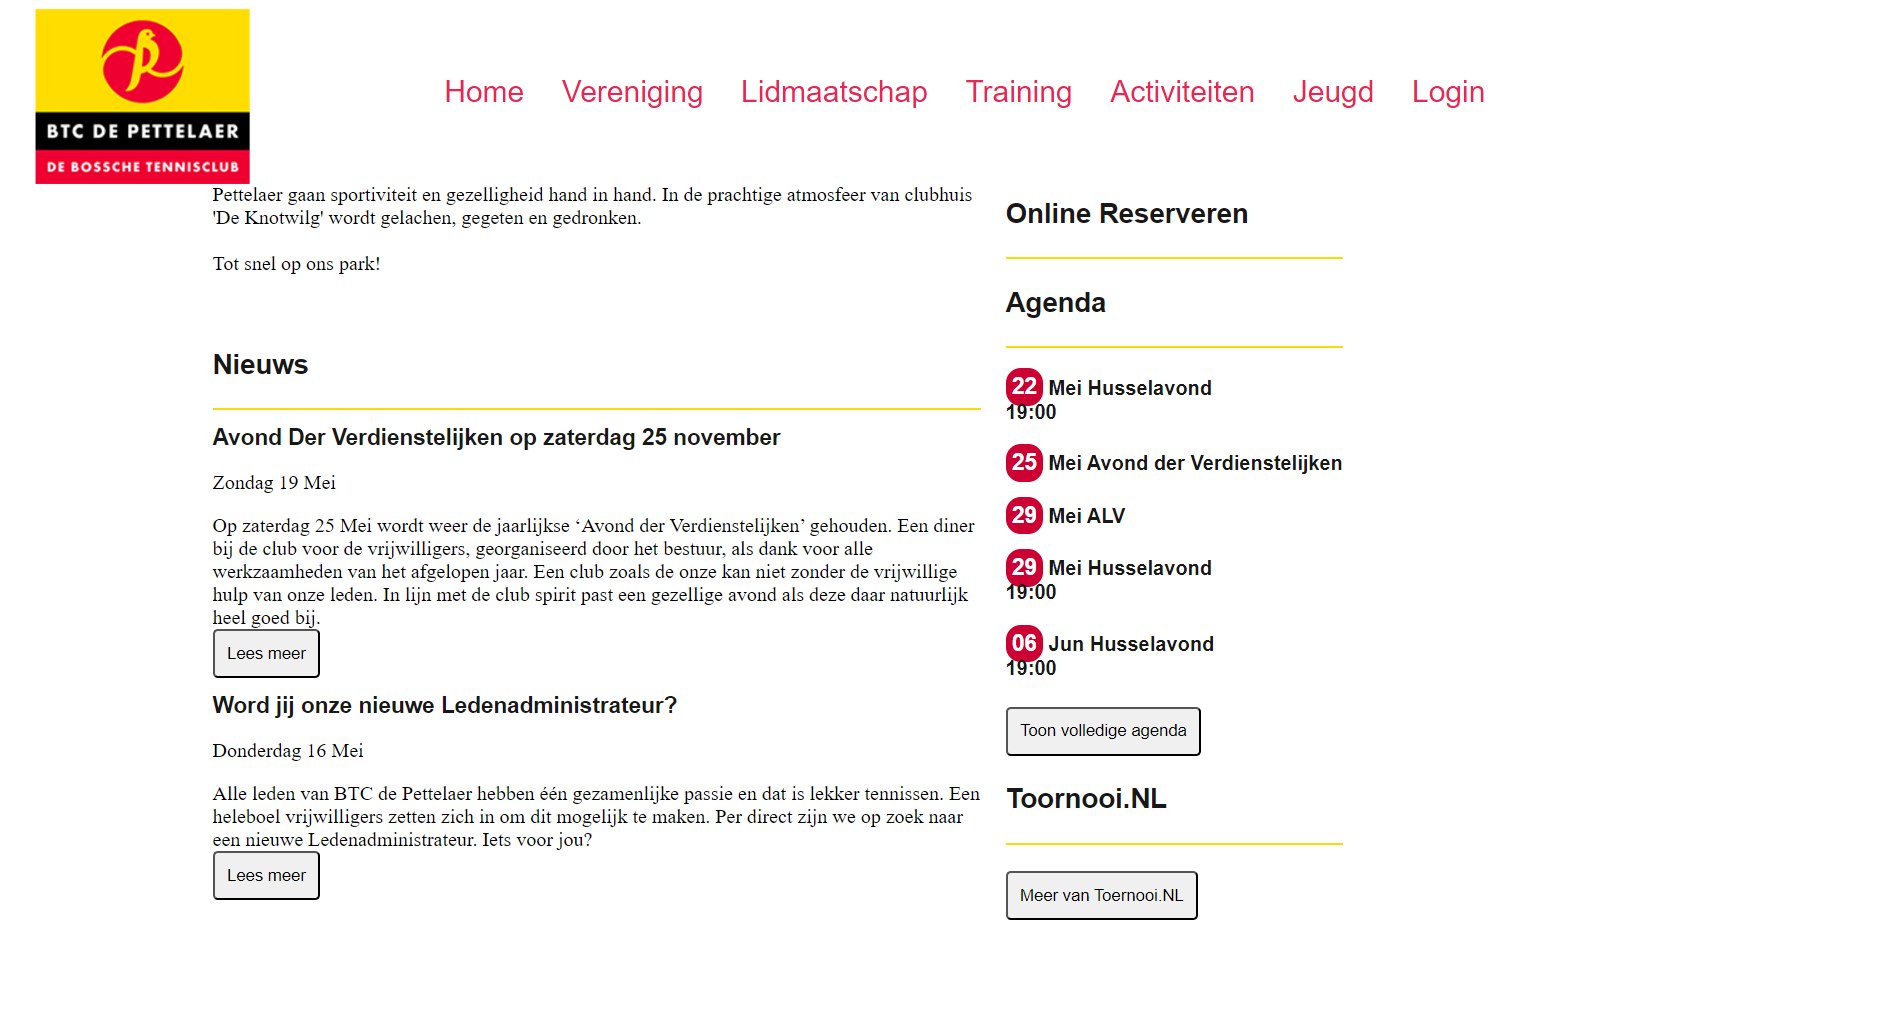 BTC DE PETTELAER
DE BOSSCHE TENNISCLUB
Home Vereniging Lidmaatschap Training Activiteiten Jeugd Login
Pettelaer gaan sportiviteit en gezelligheid hand in hand. In de prachtige atmosfeer van clubhuis
'De Knotwilg' wordt gelachen, gegeten en gedronken.
Tot snel op ons park!
Nieuws
Avond Der Verdienstelijken op zaterdag 25 november
Zondag 19 Mei
Op zaterdag 25 Mei wordt weer de jaarlijkse ‘Avond der Verdienstelijken’ gehouden. Een diner
bij de club voor de vrijwilligers, georganiseerd door het bestuur, als dank voor alle
werkzaamheden van het afgelopen jaar. Een club zoals de onze kan niet zonder de vrijwillige
hulp van onze leden. In lijn met de club spirit past een gezellige avond als deze daar natuurlijk
heel goed bij.
Lees meer
Word jij onze nieuwe Ledenadministrateur?
Donderdag 16 Mei
Alle leden van BTC de Pettelaer hebben één gezamenlijke passie en dat is lekker tennissen. Een
heleboel vrijwilligers zetten zich in om dit mogelijk te maken. Per direct zijn we op zoek naar
een nieuwe Ledenadministrateur. Iets voor jou?
Lees meer
Online Reserveren
Agenda
22 Mei Husselavond
19:00
25 Mei Avond der Verdienstelijken
29 Mei ALV
29 Mei Husselavond
19:00
06 Jun Husselavond
19:00
Toon volledige agenda
Toornooi.NL
Meer van Toernooi.NL